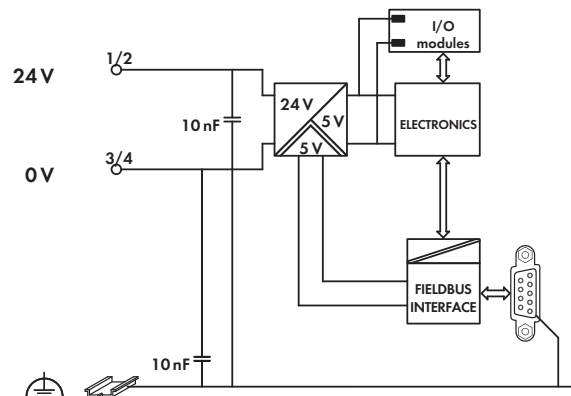 I/O
modules
1/2
24 V
24 V
10 nF
5 V
ELECTRONICS
5 V
3/4
0 V
FIELDBUS
INTERFACE
10 nF